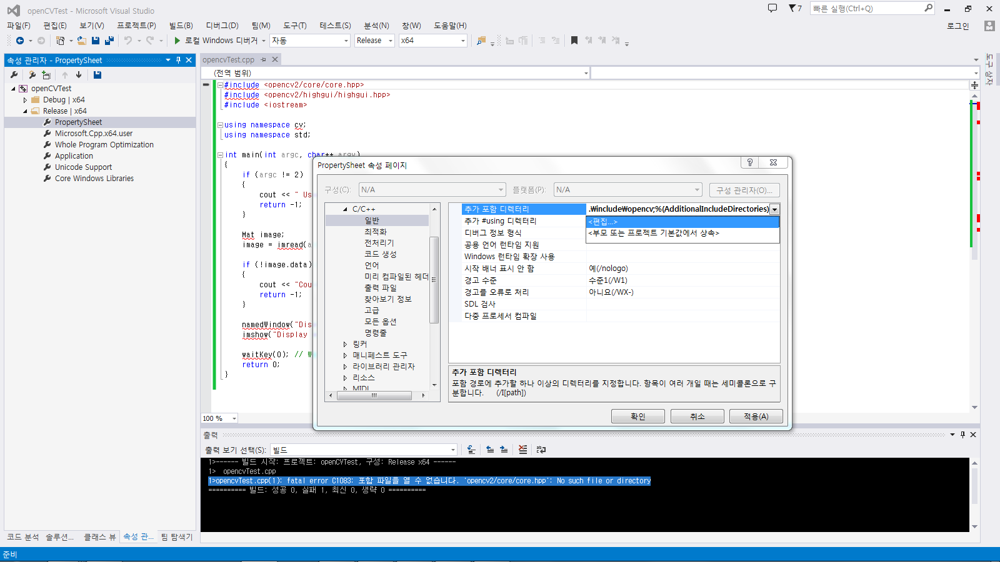 openCVTest - Microsoft Visual Studio
7
빠른 실행(Ctrl+Q)
파일(F) 편집(E) 보기(V) 프로젝트(P) 빌드(B) 디버그(D) 팀(M) 도구(T) 테스트(S) 분석(N) 창(W) 도움말(H)
로그인
로컬 Windows 디버거 자동 Release x64
속성 관리자 - PropertySheet
openCVTest
Debug | x64
Release | x64
PropertySheet
Microsoft.Cpp.x64.user
Whole Program Optimization
Application
Unicode Support
Core Windows Libraries
코드 분석 솔루션... 클래스 뷰 속성 관... 팀 탐색기
opencvTest.cpp
(전역 범위)
도구 상자
#include <opencv2/core/core.hpp>
#include <opencv2/highgui/highgui.hpp>
#include <iostream>
using namespace cv;
using namespace std;
int main(int argc, char** argv)
{
if (argc != 2)
{
cout << " Us
return -1;
}
Mat image;
image = imread(a
if (!image.data)
{
cout << "Cou
return -1;
}
namedWindow("Dis
imshow("Display
waitKey(0); // W
return 0;
}
100 %
PropertySheet 속성 페이지
구성(C): N/A 플랫폼(P): N/A 구성 관리자(O)...
C/C++
일반
최적화
전처리기
코드 생성
언어
미리 컴파일된 헤더
출력 파일
찾아보기 정보
고급
모든 옵션
명령줄
링커
매니페스트 도구
라이브러리 관리자
리소스
MIDL
추가 포함 디렉터리 .₩include₩opencv;%(AdditionalIncludeDirectories)
추가 #using 디렉터리 <편집...>
디버그 정보 형식 <부모 또는 프로젝트 기본값에서 상속>
공용 언어 런타임 지원
Windows 런타임 확장 사용
시작 배너 표시 안 함 예(/nologo)
경고 수준 수준1(/W1)
경고를 오류로 처리 아니요(/WX-)
SDL 검사
다중 프로세서 컴파일
추가 포함 디렉터리
포함 경로에 추가할 하나 이상의 디렉터리를 지정합니다. 항목이 여러 개일 때는 세미콜론으로 구
분합니다. (/I[path])
확인 취소 적용(A)
출력
출력 보기 선택(S): 빌드
1>------ 빌드 시작: 프로젝트: openCVTest, 구성: Release x64 ------
1> opencvTest.cpp
1>opencvTest.cpp(1): fatal error C1083: 포함 파일을 열 수 없습니다. 'opencv2/core/core.hpp': No such file or directory
========== 빌드: 성공 0, 실패 1, 최신 0, 생략 0 ==========
준비